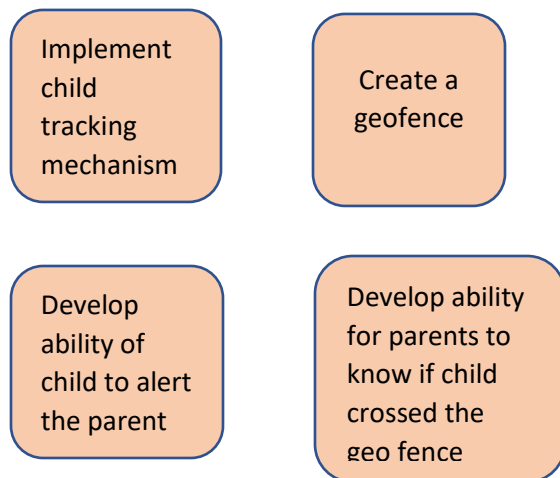 Implement
child
tracking
mechanism
Create a
geofence
Develop
ability of
child to alert
the parent
Develop ability
for parents to
know if child
crossed the
geo fence